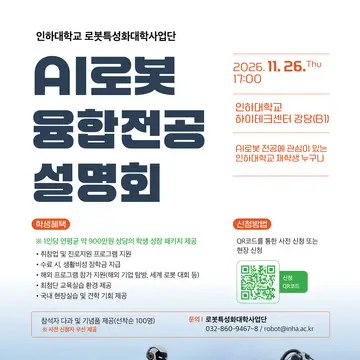 인하대학교 로봇특성화대학사업단
AI로봇
융합전공
설명회
2026. 11. 26. Thu
17:00
인하대학교
하이테크센터 강당(B1)
AI로봇 전공에 관심이 있는
인하대학교 재학생 누구나
학생혜택
※ 1인당 연평균 약 900만원 상당의 학생 성장 패키지 제공
• 취창업 및 진로지원 프로그램 지원
• 수료 시, 생활비성 장학금 지급
• 해외 프로그램 참가 지원(해외 기업 탐방, 세계 로봇 대회 등)
• 최첨단 교육실습 환경 제공
• 국내 현장실습 및 견학 기회 제공
신청방법
QR코드를 통한 사전 신청 또는
현장 신청
신청
QR코드
참석자 다과 및 기념품 제공(선착순 100명)
※ 사전 신청자 우선 제공
문의 I 로봇특성화대학사업단
032-860-9467~8 / robot@inha.ac.kr